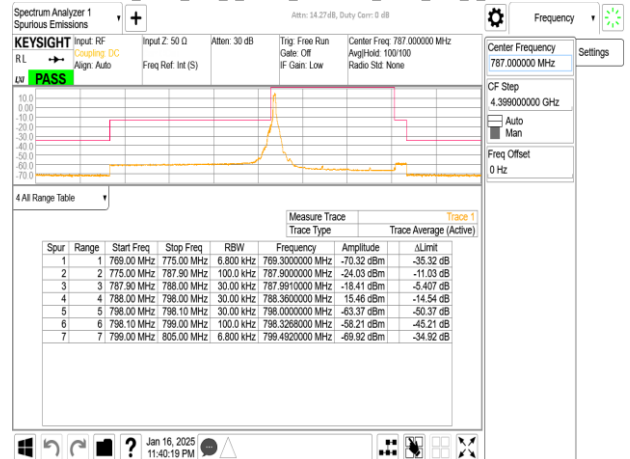 Spectrum Analyzer 1
Spurious Emissions
Attn: 14.27dB, Duty Corr: 0 dB
Frequency
KEYSIGHT Input: RF Input Z: 50 Ω Atten: 30 dB Trig: Free Run Center Freq: 787.000000 MHz
Coupling: DC Gate: Off Avg|Hold: 100/100
RL Align: Auto Freq Ref: Int (S) IF Gain: Low Radio Std: None
LXI PASS
Center Frequency
787.000000 MHz
Settings
CF Step
4.399000000 GHz
Auto
Man
Freq Offset
0 Hz
10.0
0.00
-10.0
-20.0
-30.0
-40.0
-50.0
-60.0
-70.0
4 All Range Table
Measure Trace Trace 1
Trace Type Trace Average (Active)
Spur Range Start Freq Stop Freq RBW Frequency Amplitude ΔLimit
1 1 769.00 MHz 775.00 MHz 6.800 kHz 769.3000000 MHz -70.32 dBm -35.32 dB
2 2 775.00 MHz 787.90 MHz 100.0 kHz 787.9000000 MHz -24.03 dBm -11.03 dB
3 3 787.90 MHz 788.00 MHz 30.00 kHz 787.9910000 MHz -18.41 dBm -5.407 dB
4 4 788.00 MHz 798.00 MHz 30.00 kHz 788.3600000 MHz 15.46 dBm -14.54 dB
5 5 798.00 MHz 798.10 MHz 30.00 kHz 798.0000000 MHz -63.37 dBm -50.37 dB
6 6 798.10 MHz 799.00 MHz 100.0 kHz 798.3268000 MHz -58.21 dBm -45.21 dB
7 7 799.00 MHz 805.00 MHz 6.800 kHz 799.4920000 MHz -69.92 dBm -34.92 dB
Jan 16, 2025
11:40:19 PM